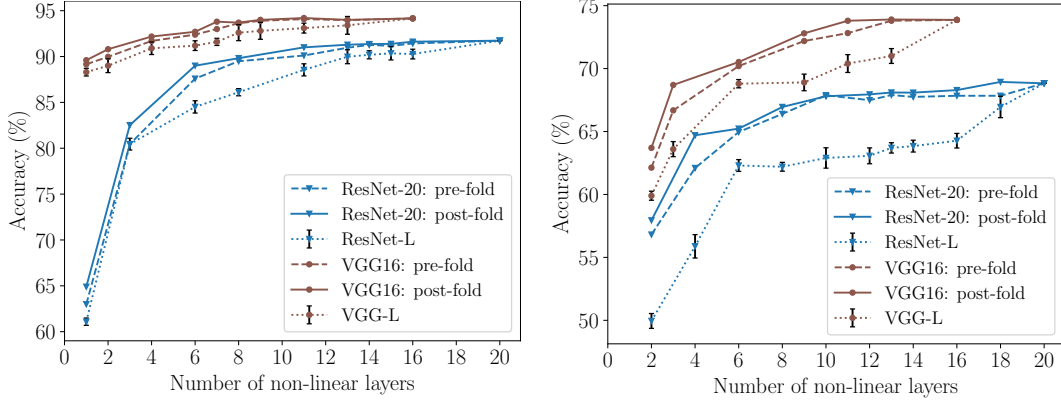 95
90
85
80
75
70
65
60
Accuracy (%)
0 2 4 6 8 10 12 14 16 18 20
Number of non-linear layers
ResNet-20: pre-fold
ResNet-20: post-fold
ResNet-L
VGG16: pre-fold
VGG16: post-fold
VGG-L
75
70
65
60
55
50
Accuracy (%)
0 2 4 6 8 10 12 14 16 18 20
Number of non-linear layers
ResNet-20: pre-fold
ResNet-20: post-fold
ResNet-L
VGG16: pre-fold
VGG16: post-fold
VGG-L